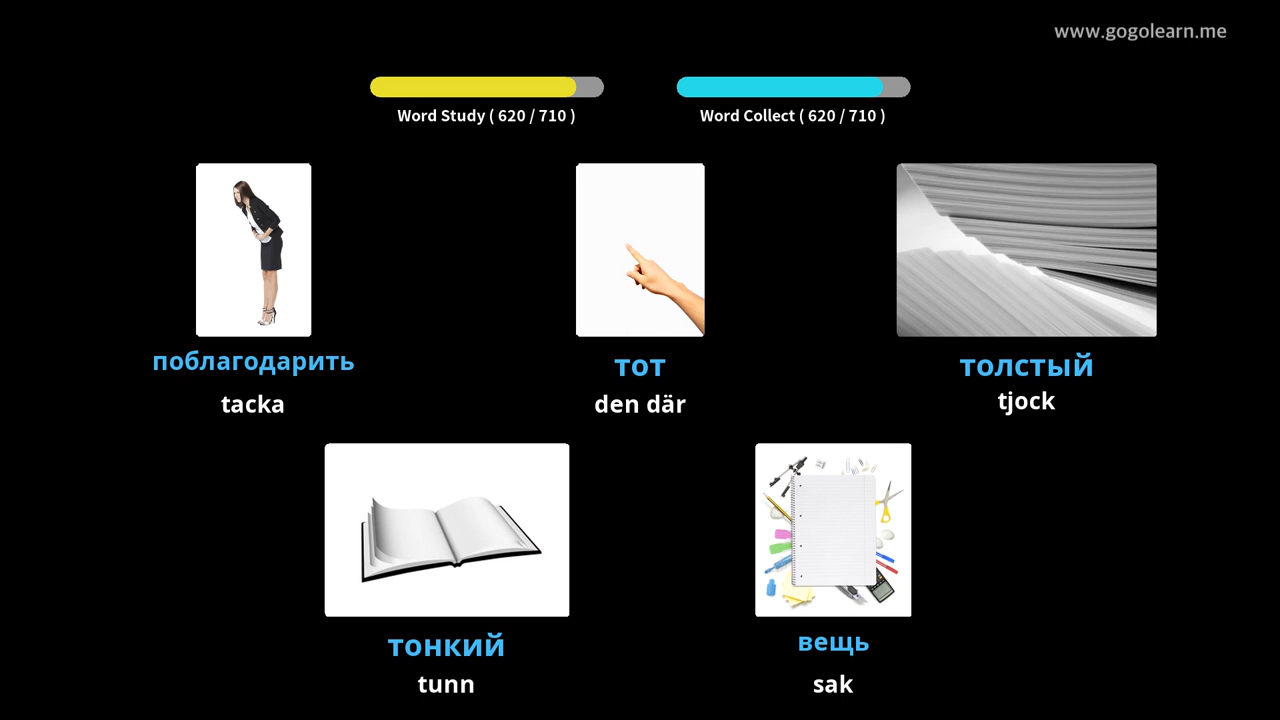 www.gogolearn.me
Word Study ( 620 / 710 )
Word Collect ( 620 / 710 )
поблагодарить
тот
толстый
tacka
den där
tjock
тонкий
вещь
tunn
sak